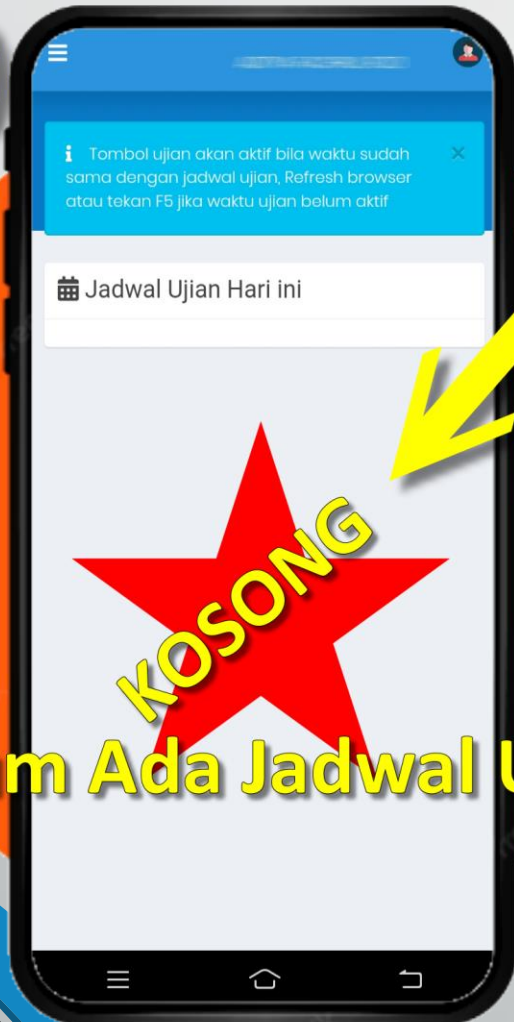 Tombol ujian akan aktif bila waktu sudah
sama dengan jadwal ujian, Refresh browser
atau tekan F5 jika waktu ujian belum aktif
Jadwal Ujian Hari ini
KOSONG
m Ada Jadwal U